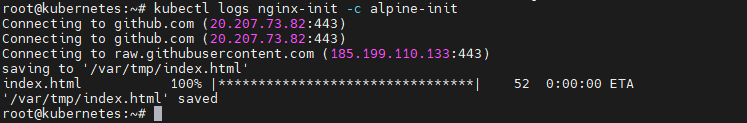 root@kubernetes:~# kubectl logs nginx-init -c alpine-init
Connecting to github.com (20.207.73.82:443)
Connecting to github.com (20.207.73.82:443)
Connecting to raw.githubusercontent.com (185.199.110.133:443)
saving to '/var/tmp/index.html'
index.html           100% |********************************|    52  0:00:00 ETA
'/var/tmp/index.html' saved
root@kubernetes:~#